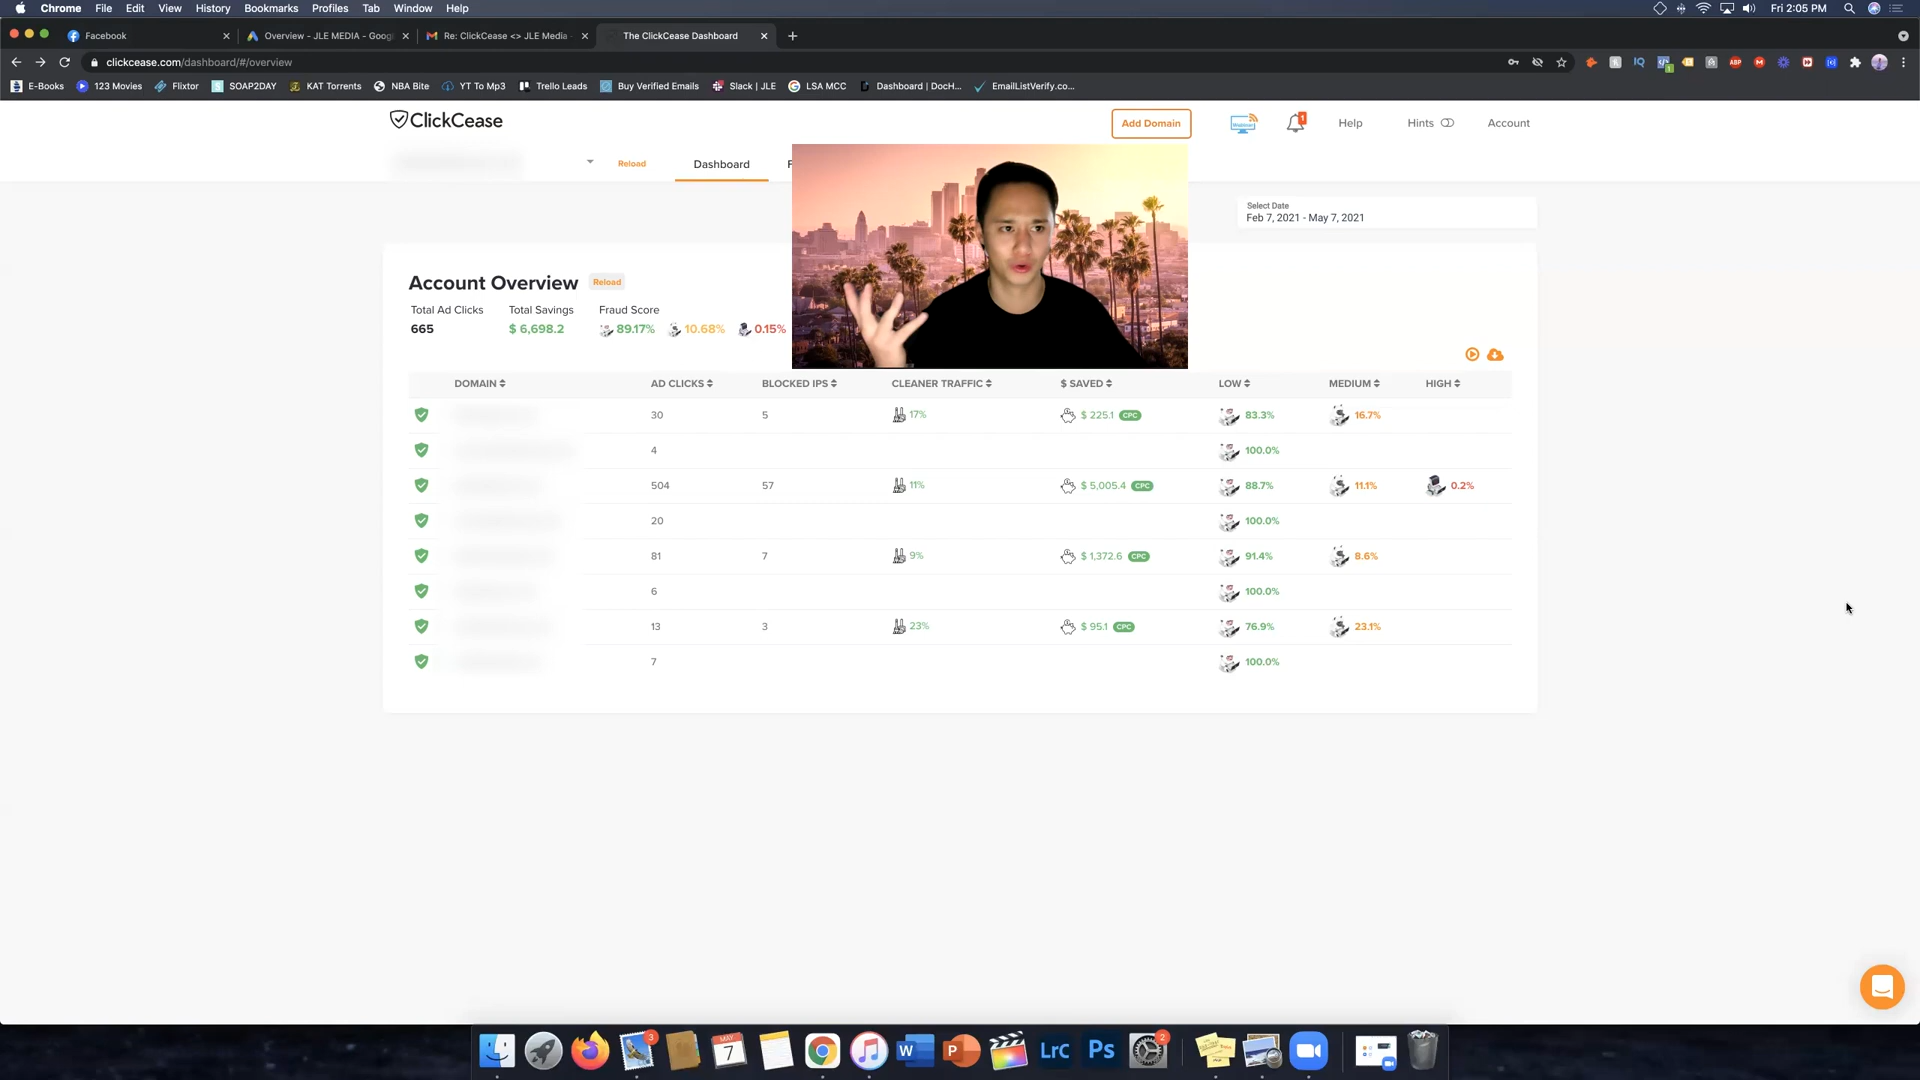 Chrome File Edit View History Bookmarks Profiles Tab Window Help
Fri 2:05 PM
Facebook
Overview - JLE MEDIA - Googl
Re: ClickCease <> JLE Media -
The ClickCease Dashboard
clickcease.com/dashboard/#/overview
E-Books 123 Movies Flixtor SOAP2DAY KAT Torrents NBA Bite YT To Mp3 Trello Leads Buy Verified Emails Slack | JLE LSA MCC Dashboard | DocH... EmailListVerify.co...
ClickCease
Add Domain
Help
Hints
Account
Reload
Dashboard
Select Date
Feb 7, 2021 - May 7, 2021
Account Overview Reload
Total Ad Clicks Total Savings Fraud Score
665 $ 6,698.2 89.17% 10.68% 0.15%
DOMAIN AD CLICKS BLOCKED IPS CLEANER TRAFFIC $ SAVED LOW MEDIUM HIGH
30 5 17% $ 225.1 CPC 83.3% 16.7%
4 100.0%
504 57 11% $ 5,005.4 CPC 88.7% 11.1% 0.2%
20 100.0%
81 7 9% $ 1,372.6 CPC 91.4% 8.6%
6 100.0%
13 3 23% $ 95.1 CPC 76.9% 23.1%
7 100.0%
3
MAY
7
W
P
LrC
Ps
2